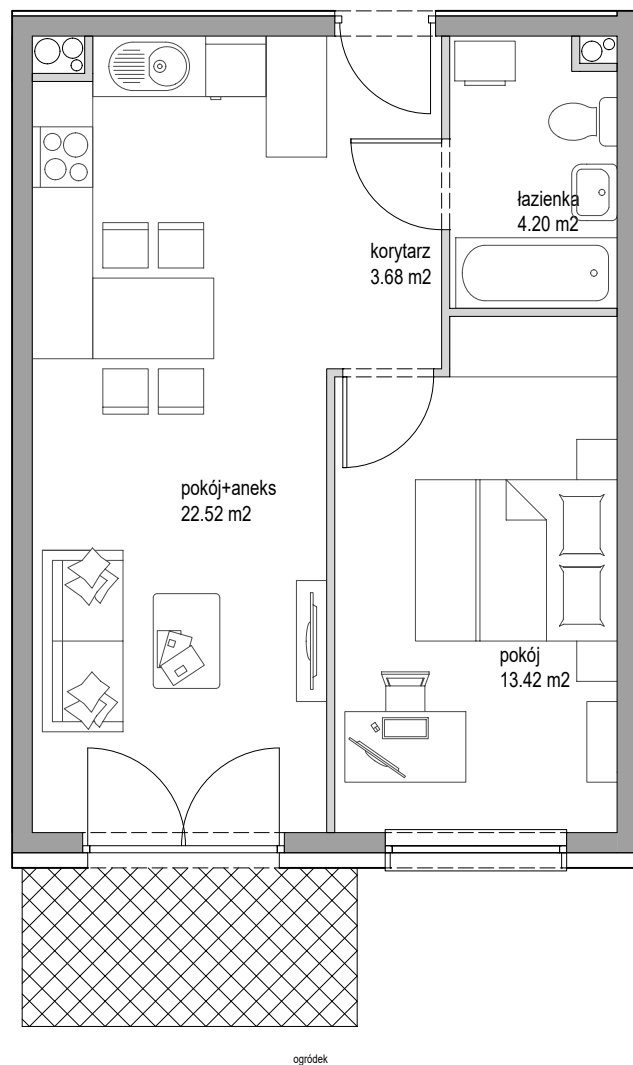 łazienka
4.20 m2
korytarz
3.68 m2
pokój+aneks
22.52 m2
pokój
13.42 m2
ogródek